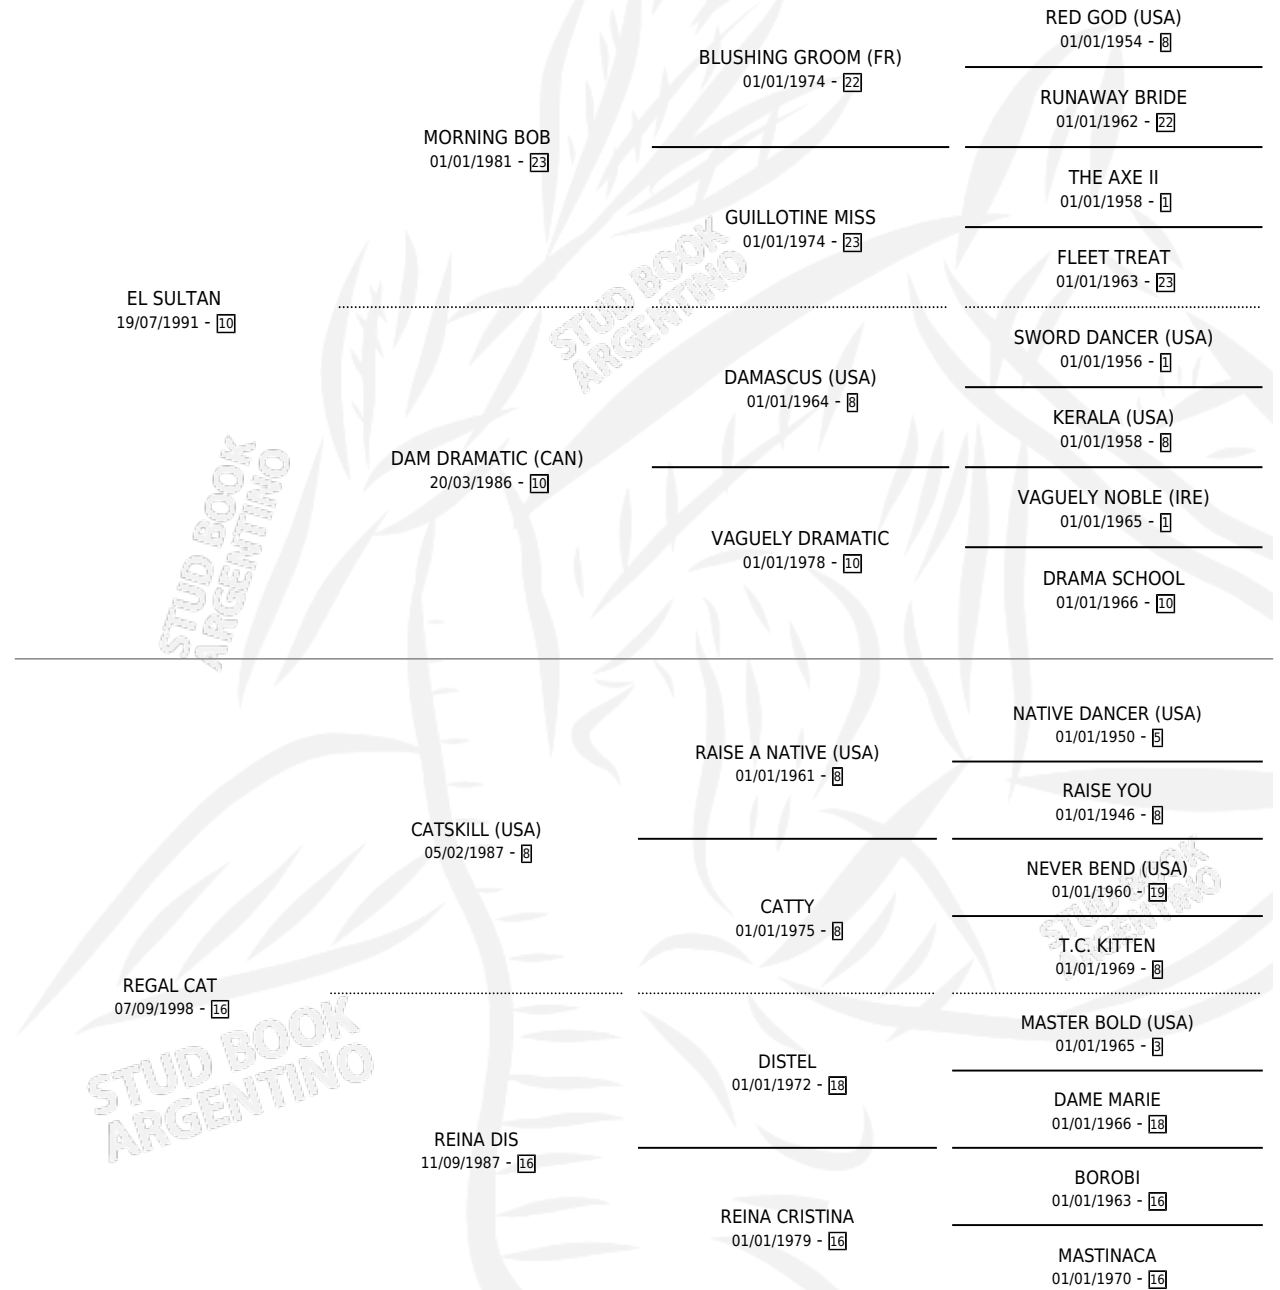 RED GOD (USA)
01/01/1954 - 8
BLUSHING GROOM (FR)
01/01/1974 - 22
RUNAWAY BRIDE
01/01/1962 - 22
MORNING BOB
01/01/1981 - 23
THE AXE II
01/01/1958 - 1
GUILLOTINE MISS
01/01/1974 - 23
FLEET TREAT
01/01/1963 - 23
EL SULTAN
19/07/1991 - 10
STUD BOOK
ARGENTINO
SWORD DANCER (USA)
01/01/1956 - 1
DAMASCUS (USA)
01/01/1964 - 8
KERALA (USA)
01/01/1958 - 8
DAM DRAMATIC (CAN)
20/03/1986 - 10
VAGUELY NOBLE (IRE)
01/01/1965 - 1
VAGUELY DRAMATIC
01/01/1978 - 10
DRAMA SCHOOL
01/01/1966 - 10
STUD BOOK
ARGENTINO
NATIVE DANCER (USA)
01/01/1950 - 5
RAISE A NATIVE (USA)
01/01/1961 - 8
RAISE YOU
01/01/1946 - 8
CATSKILL (USA)
05/02/1987 - 8
NEVER BEND (USA)
01/01/1960 - 19
CATTY
01/01/1975 - 8
T.C. KITTEN
01/01/1969 - 8
STUD BOOK
ARGENTINO
REGAL CAT
07/09/1998 - 16
MASTER BOLD (USA)
01/01/1965 - 3
DISTEL
01/01/1972 - 18
DAME MARIE
01/01/1966 - 18
STUD BOOK
ARGENTINO
REINA DIS
11/09/1987 - 16
BOROBI
01/01/1963 - 16
REINA CRISTINA
01/01/1979 - 16
MASTINACA
01/01/1970 - 16